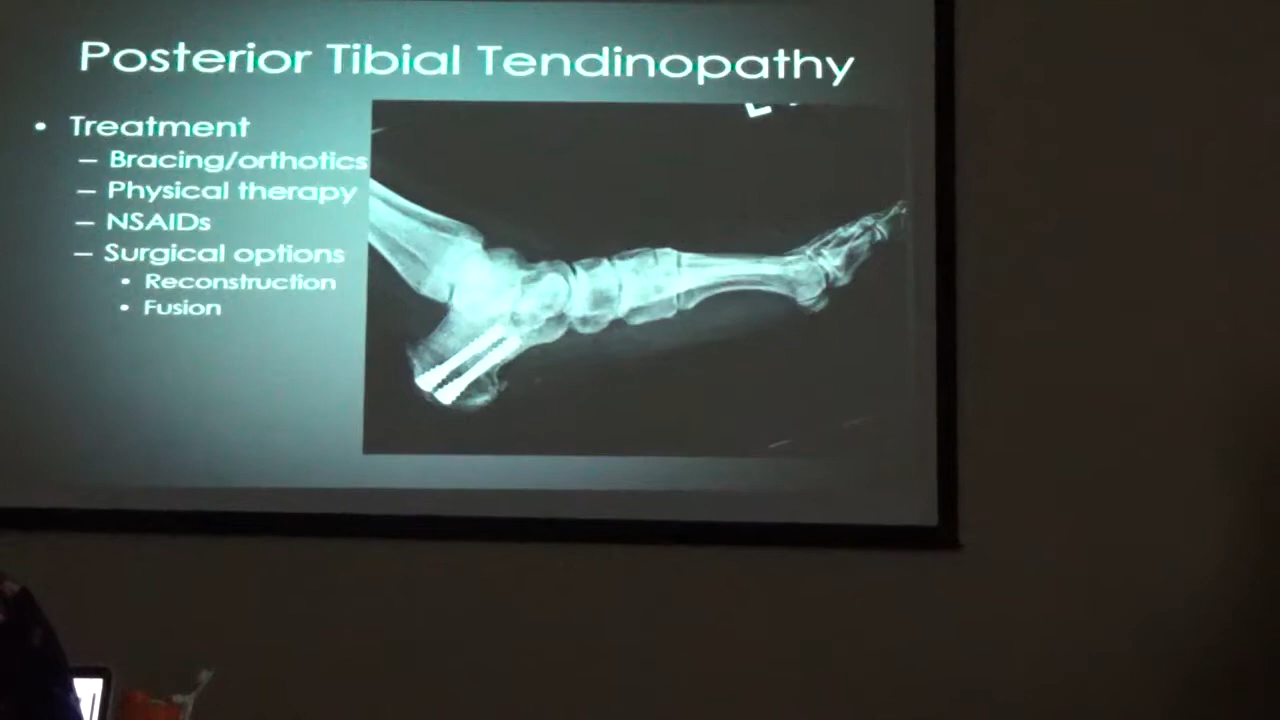 Posterior Tibial Tendinopathy
• Treatment
– Bracing/orthotics
– Physical therapy
– NSAIDs
– Surgical options
• Reconstruction
• Fusion
L